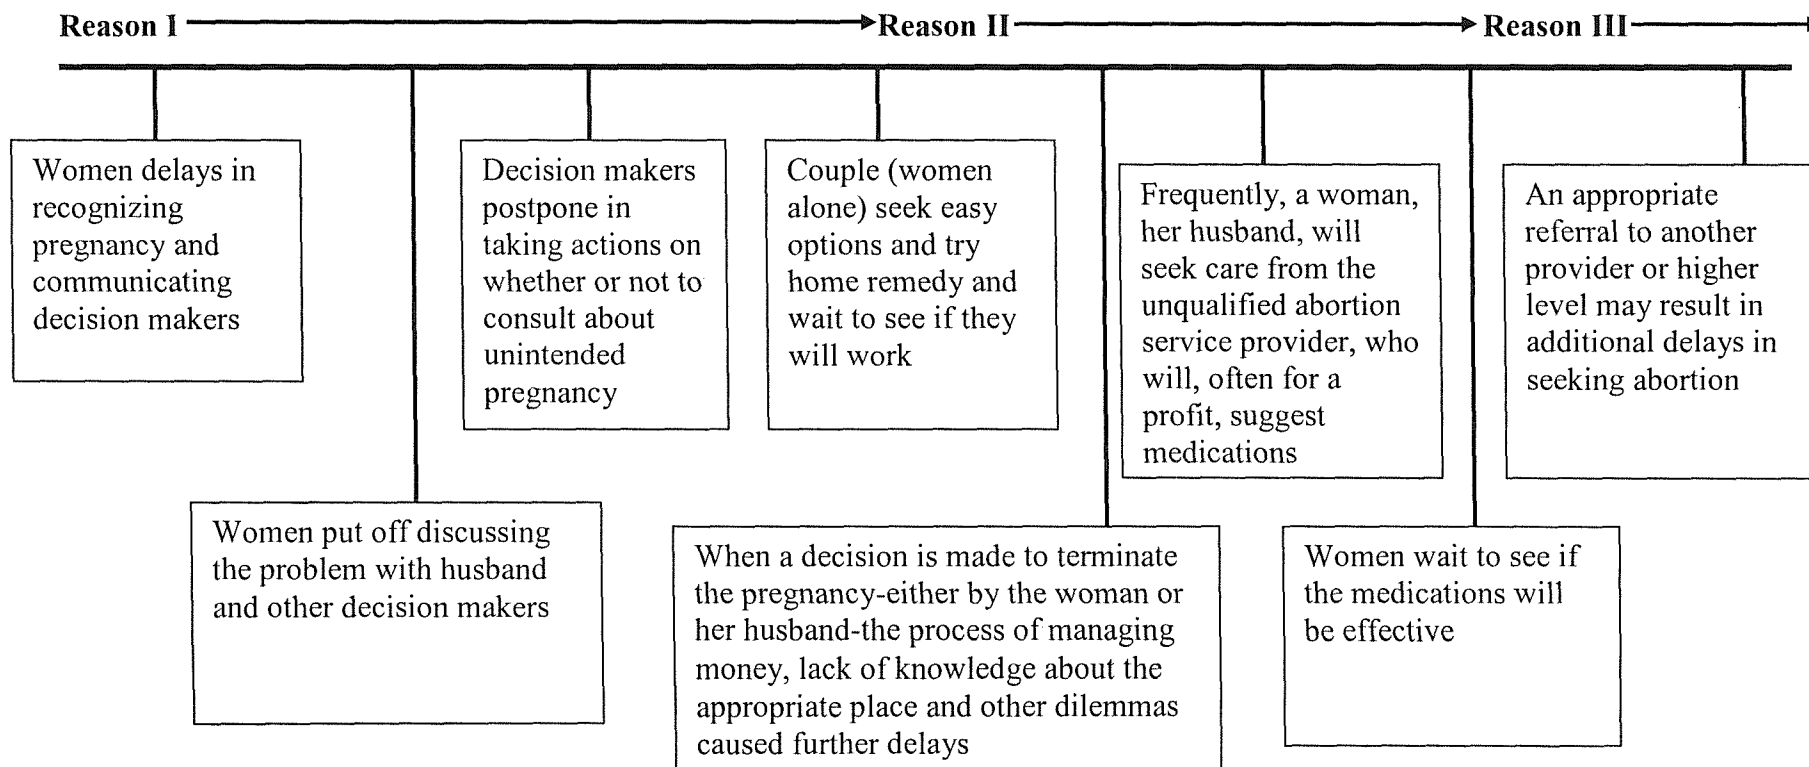 Reason I Reason II Reason III
Women delays in
recognizing
pregnancy and
communicating
decision makers
Women put off discussing
the problem with husband
and other decision makers
Decision makers
postpone in
taking actions on
whether or not to
consult about
unintended
pregnancy
Couple (women
alone) seek easy
options and try
home remedy and
wait to see if they
will work
When a decision is made to terminate
the pregnancy-either by the woman or
her husband-the process of managing
money, lack of knowledge about the
appropriate place and other dilemmas
caused further delays
Frequently, a woman,
her husband, will
seek care from the
unqualified abortion
service provider, who
will, often for a
profit, suggest
medications
Women wait to see if
the medications will
be effective
An appropriate
referral to another
provider or higher
level may result in
additional delays in
seeking abortion